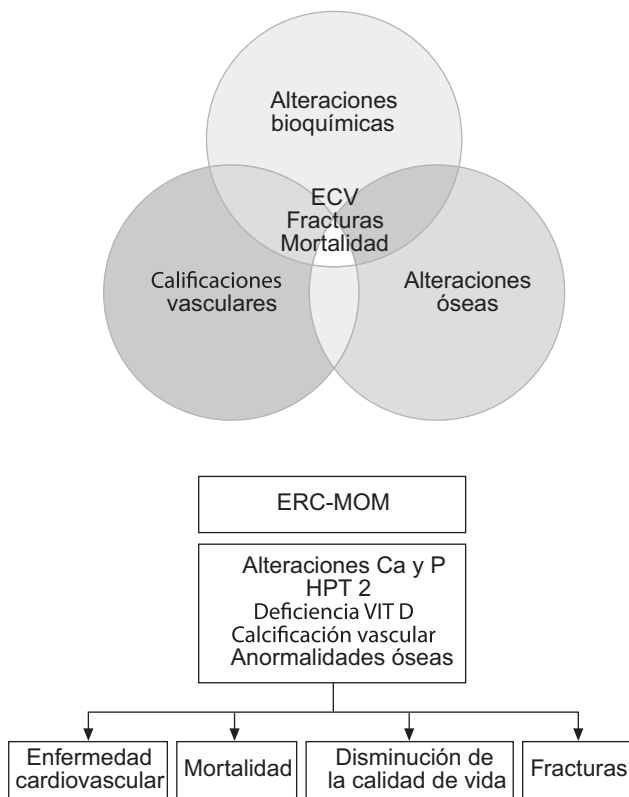 Alteraciones
bioquímicas
ECV
Fracturas
Mortalidad
Calificaciones
vasculares
Alteraciones
óseas
ERC-MOM
Alteraciones Ca y P
HPT 2
Deficiencia VIT D
Calcificación vascular
Anormalidades óseas
Enfermedad
cardiovascular
Mortalidad
Disminución de
la calidad de vida
Fracturas